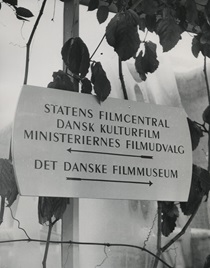 STATENS FILMCENTRAL
DANSK KULTURFILM
MINISTERIERNES FILMUDVALG
DET DANSKE FILMMUSEUM